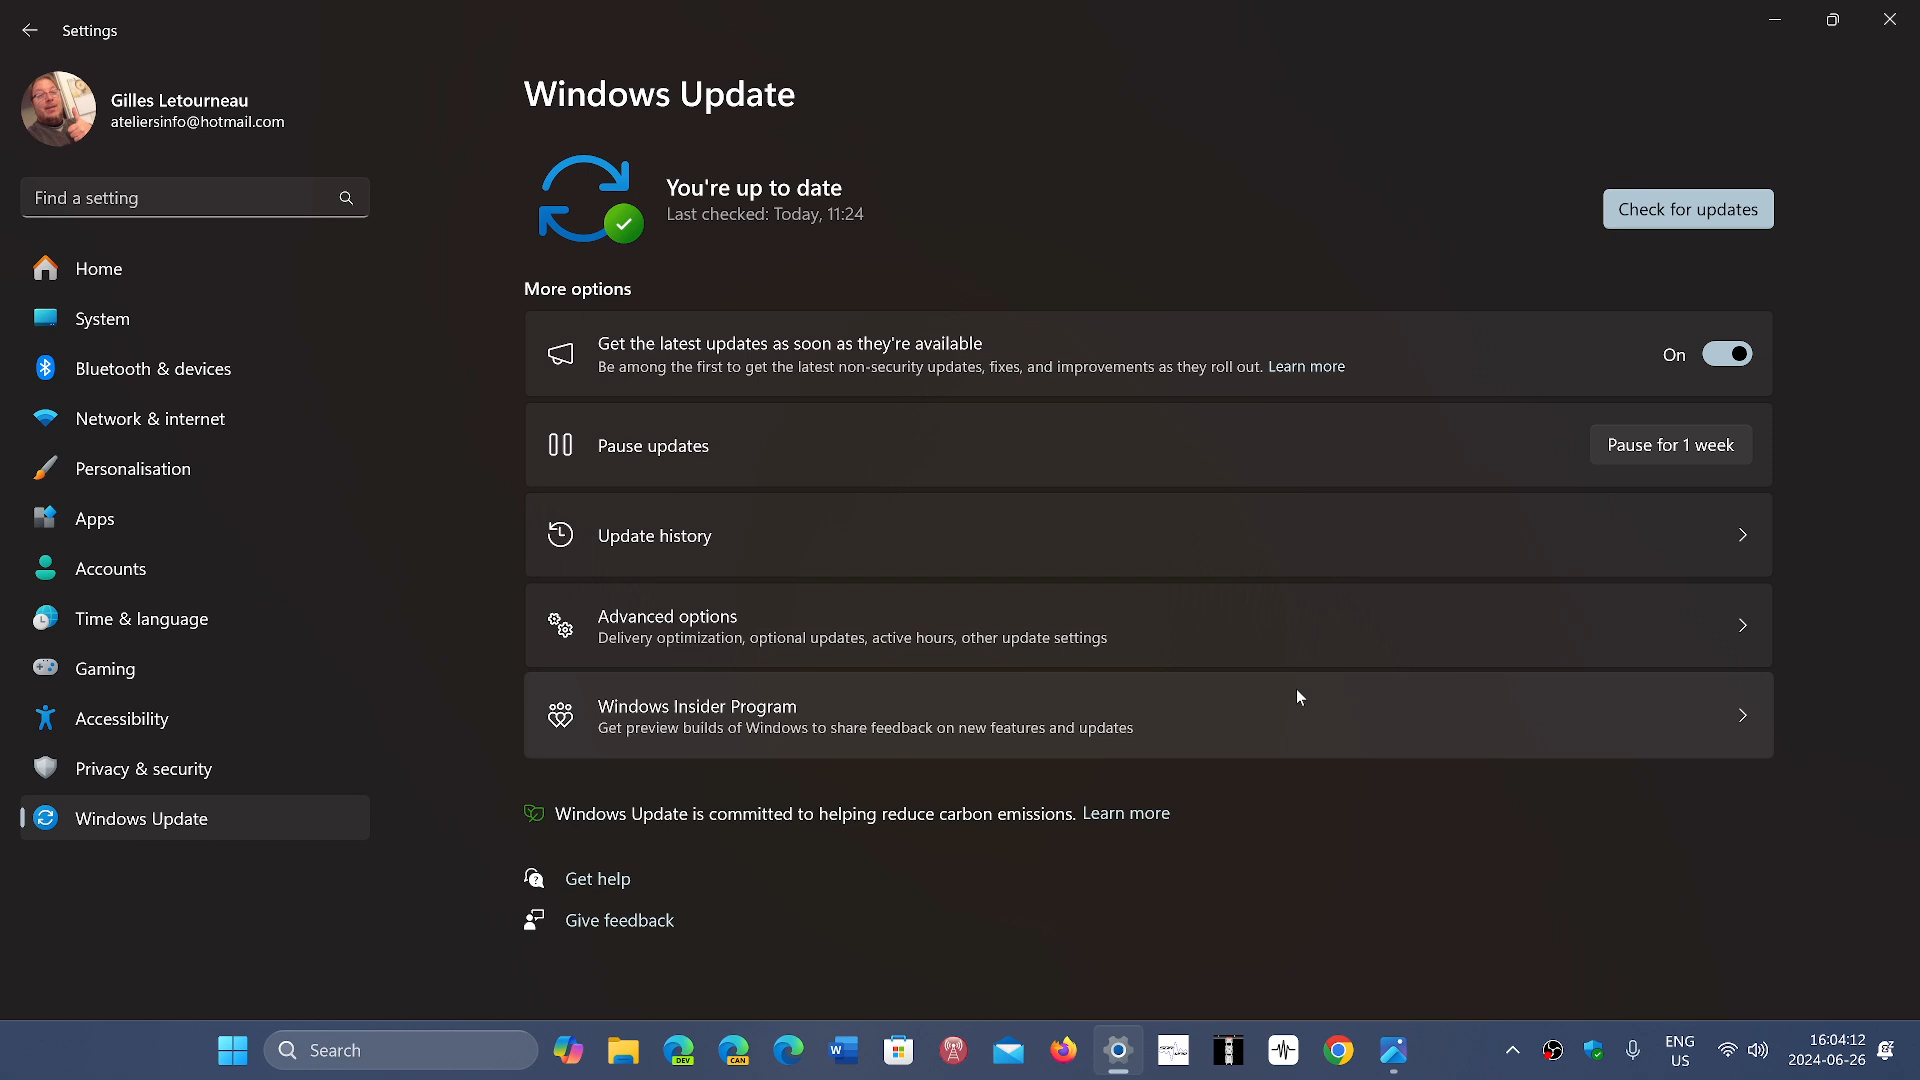 Settings
Gilles Letourneau
ateliersinfo@hotmail.com
Find a setting
Home
System
Bluetooth & devices
Network & internet
Personalisation
Apps
Accounts
Time & language
Gaming
Accessibility
Privacy & security
Windows Update
Windows Update
You're up to date
Last checked: Today, 11:24
Check for updates
More options
Get the latest updates as soon as they're available
Be among the first to get the latest non-security updates, fixes, and improvements as they roll out. Learn more
On
Pause updates
Pause for 1 week
Update history
Advanced options
Delivery optimization, optional updates, active hours, other update settings
Windows Insider Program
Get preview builds of Windows to share feedback on new features and updates
Windows Update is committed to helping reduce carbon emissions. Learn more
Get help
Give feedback
Search
DEV
CAN
W
ENG
US
16:04:12
2024-06-26